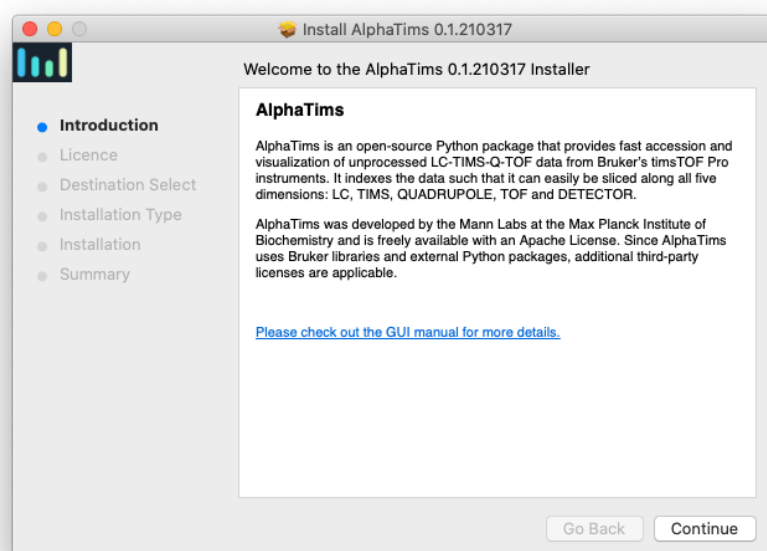 Install AlphaTims 0.1.210317
Welcome to the AlphaTims 0.1.210317 Installer
Introduction
Licence
Destination Select
Installation Type
Installation
Summary
AlphaTims
AlphaTims is an open-source Python package that provides fast accession and
visualization of unprocessed LC-TIMS-Q-TOF data from Bruker's timsTOF Pro
instruments. It indexes the data such that it can easily be sliced along all five
dimensions: LC, TIMS, QUADRUPOLE, TOF and DETECTOR.
AlphaTims was developed by the Mann Labs at the Max Planck Institute of
Biochemistry and is freely available with an Apache License. Since AlphaTims
uses Bruker libraries and external Python packages, additional third-party
licenses are applicable.
Please check out the GUI manual for more details.
Go Back
Continue